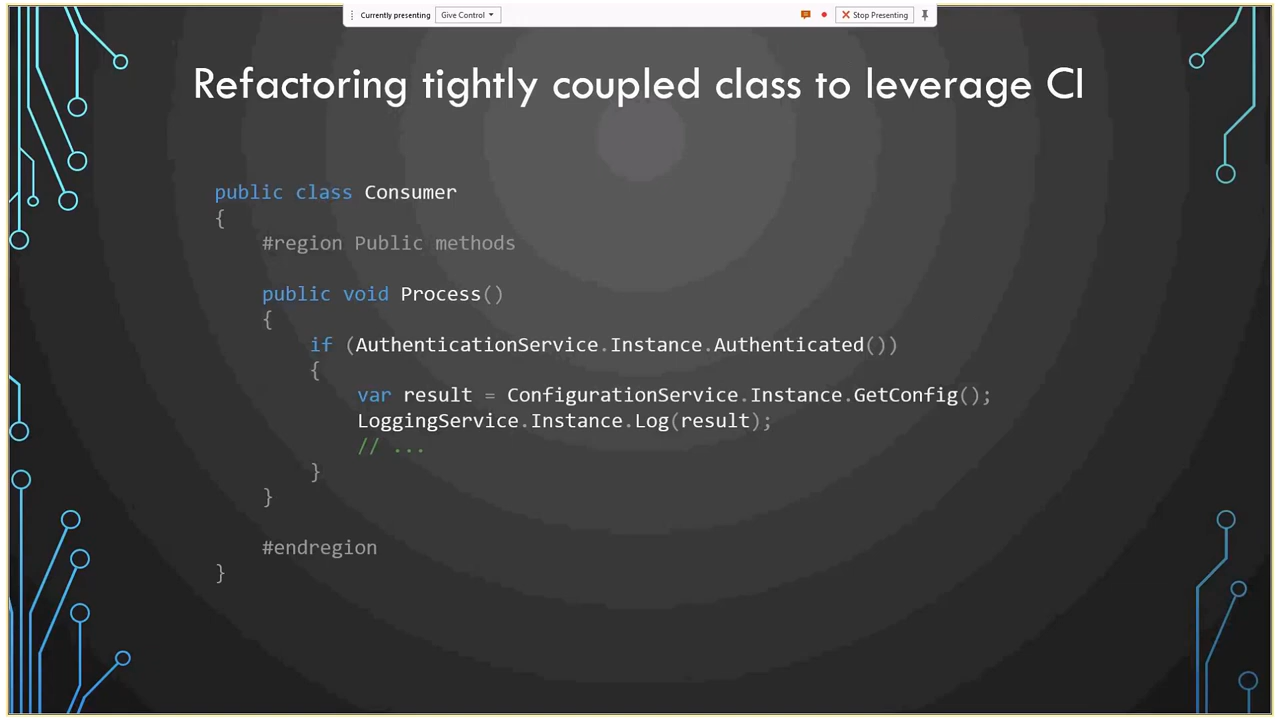 Currently presenting Give Control Stop Presenting
Refactoring tightly coupled class to leverage CI
public class Consumer
{
#region Public methods
public void Process()
{
if (AuthenticationService.Instance.Authenticated())
{
var result = ConfigurationService.Instance.GetConfig();
LoggingService.Instance.Log(result);
// ...
}
}
#endregion
}